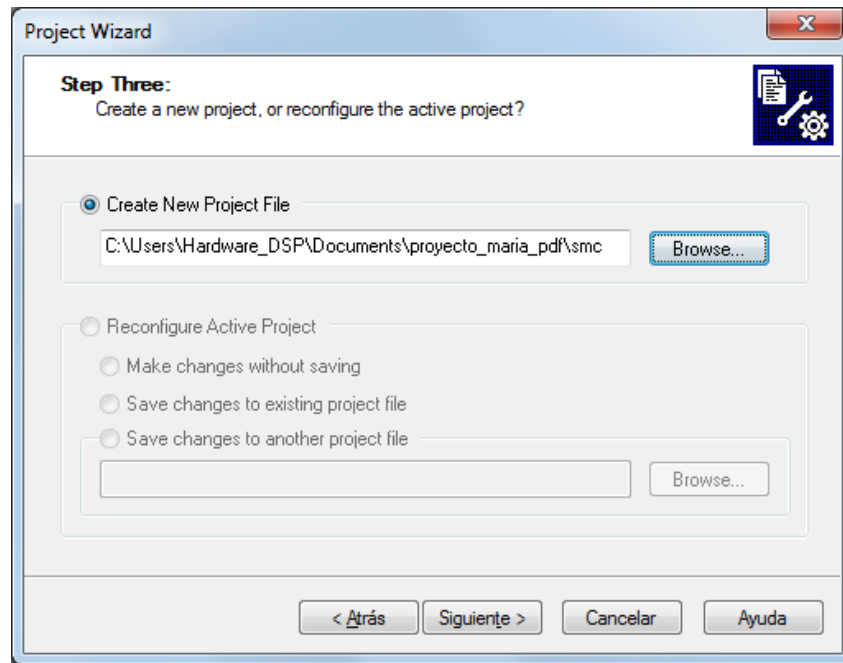 Project Wizard
Step Three:
Create a new project, or reconfigure the active project?
Create New Project File
C:\Users\Hardware_DSP\Documents\proyecto_maria_pdf\smc
Browse...
Reconfigure Active Project
Make changes without saving
Save changes to existing project file
Save changes to another project file
Browse...
< Atrás
Siguiente >
Cancelar
Ayuda